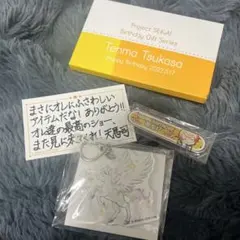 Project SEKAI
Birthday Gift Series
Tenma Tsukasa
Happy Birthday 2023.5.17
まさにオレにふさわしい
アイテムだな！ありがとう!!
オレ達の最高のショー、
また見に来てくれ！天馬司